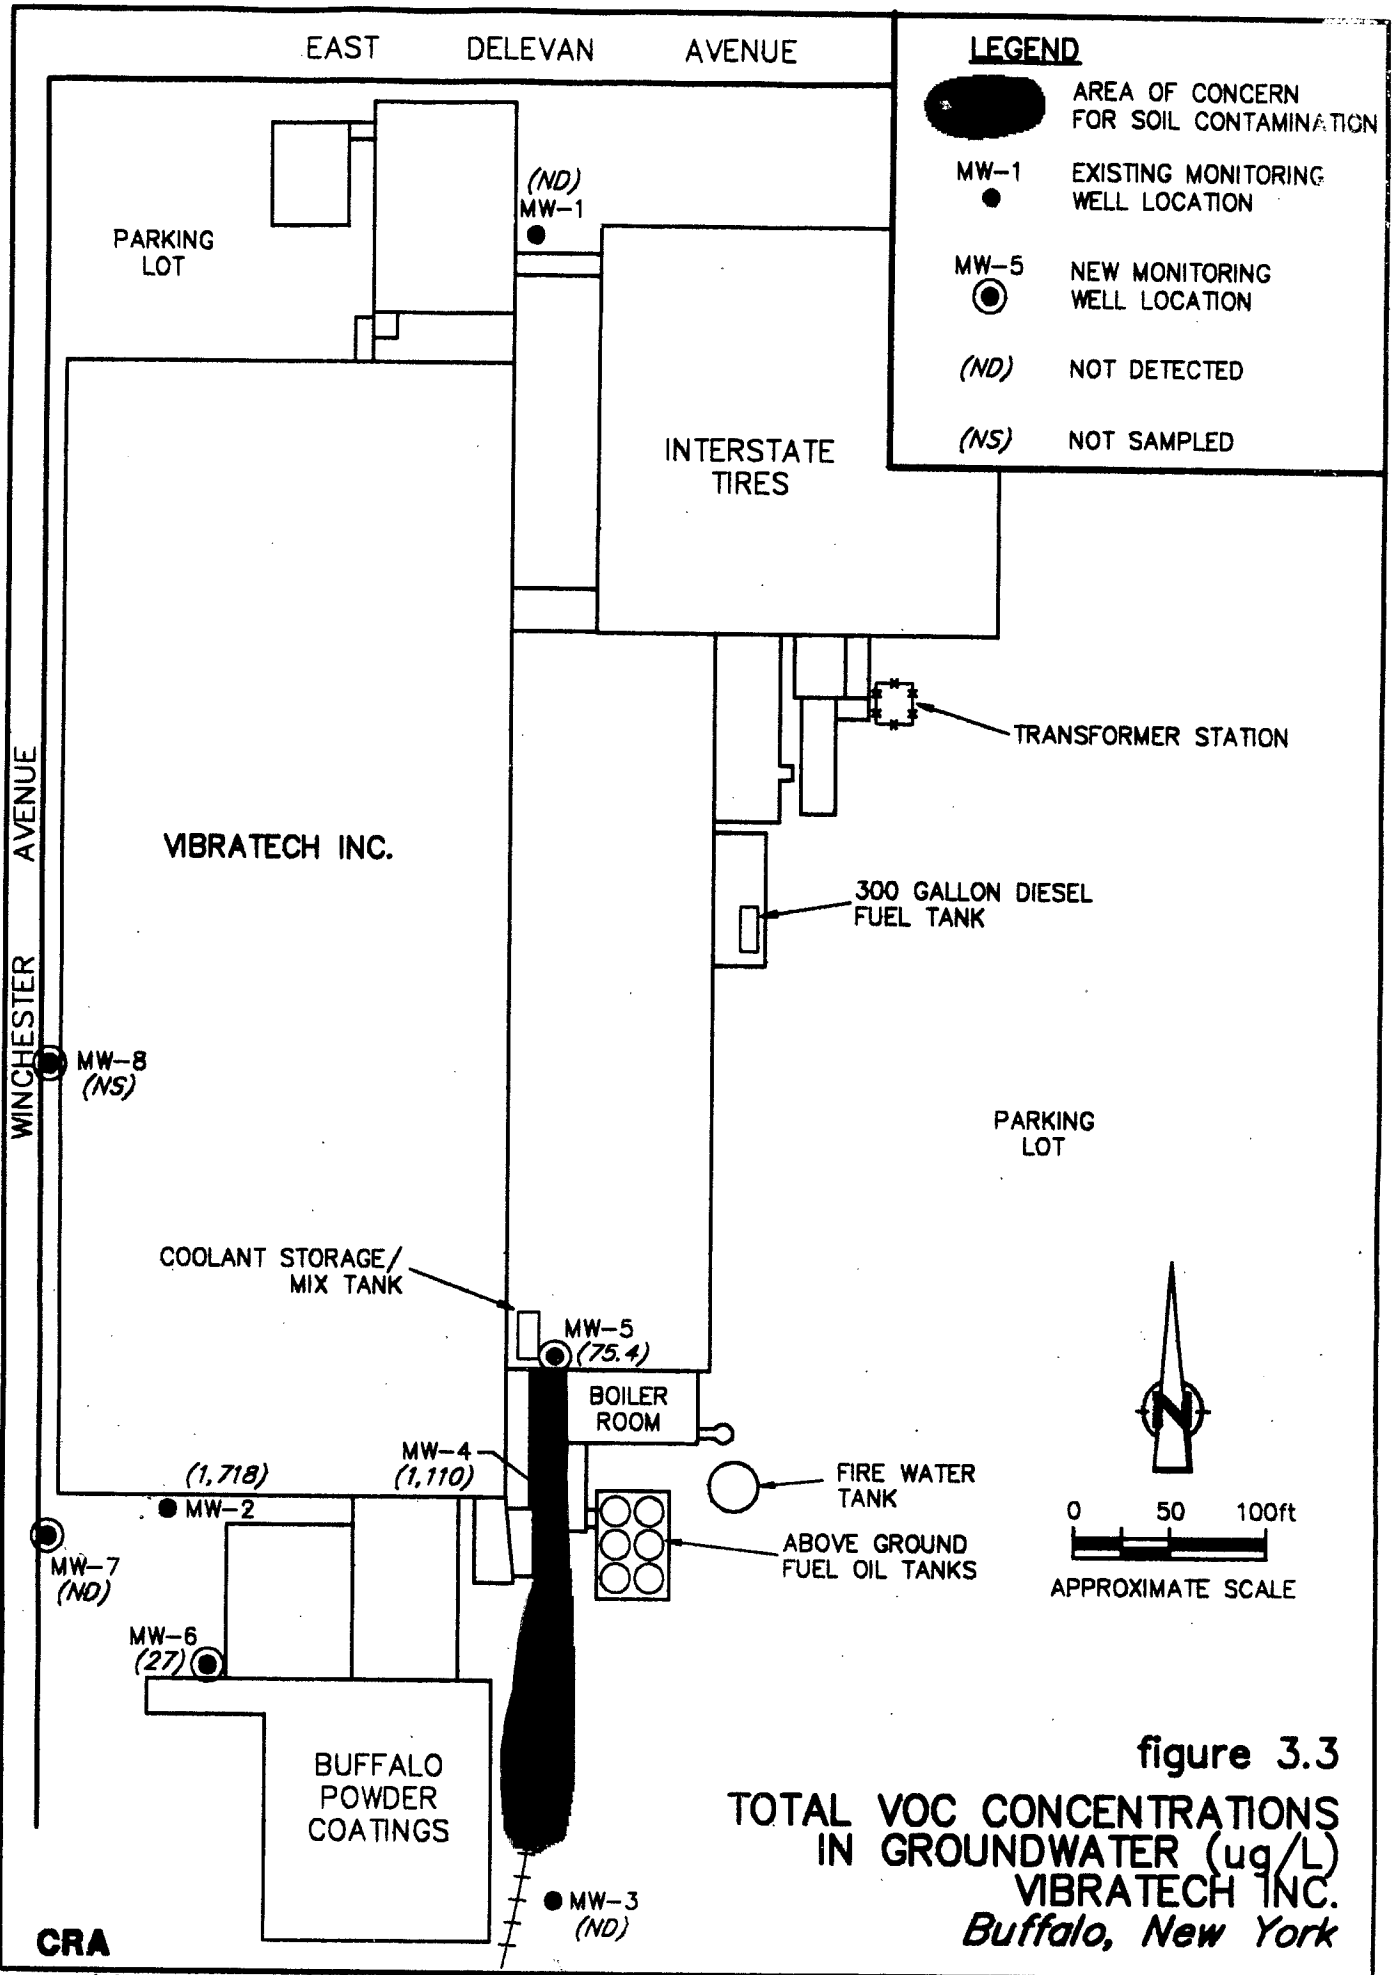 EAST DELEVAN AVENUE
LEGEND
AREA OF CONCERN
FOR SOIL CONTAMINATION
MW-1
EXISTING MONITORING
WELL LOCATION
MW-5
NEW MONITORING
WELL LOCATION
(ND)
NOT DETECTED
(NS)
NOT SAMPLED
(ND)
MW-1
PARKING
LOT
INTERSTATE
TIRES
TRANSFORMER STATION
WINCHESTER AVENUE
VIBRATECH INC.
300 GALLON DIESEL
FUEL TANK
MW-8
(NS)
PARKING
LOT
COOLANT STORAGE/
MIX TANK
MW-5
(75.4)
BOILER
ROOM
N
MW-4
(1,110)
(1,718)
MW-2
FIRE WATER
TANK
0 50 100ft
APPROXIMATE SCALE
MW-7
(ND)
ABOVE GROUND
FUEL OIL TANKS
MW-6
(27)
BUFFALO
POWDER
COATINGS
MW-3
(ND)
figure 3.3
TOTAL VOC CONCENTRATIONS
IN GROUNDWATER (ug/L)
VIBRATECH INC.
Buffalo, New York
CRA